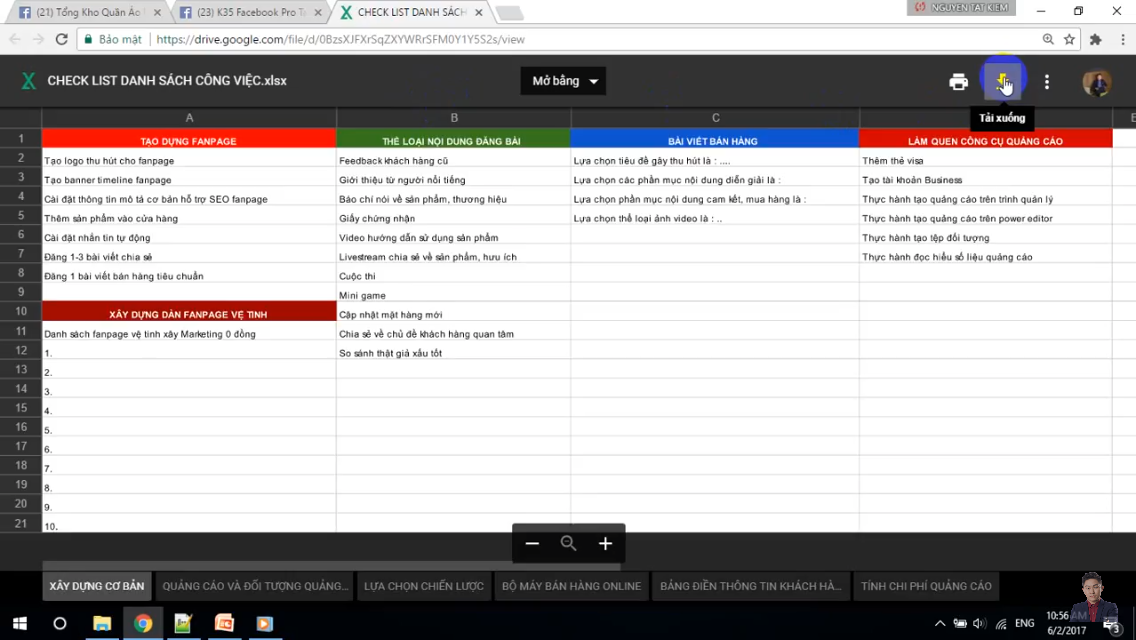 (21) Tổng Kho Quần Áo
(23) K35 Facebook Pro T
CHECK LIST DANH SÁCH
NGUYEN TAT KIEM
Bảo mật
https://drive.google.com/file/d/0BzsXJFXrSqZXYWRrSFM0Y1Y5S2s/view
CHECK LIST DANH SÁCH CÔNG VIỆC.xlsx
Mở bằng
Tải xuống
A B C E
1 TẠO DỰNG FANPAGE THỂ LOẠI NỘI DUNG ĐĂNG BÀI BÀI VIẾT BÁN HÀNG LÀM QUEN CÔNG CỤ QUẢNG CÁO
2 Tạo logo thu hút cho fanpage Feedback khách hàng cũ Lựa chọn tiêu đề gây thu hút là : .... Thêm thẻ visa
3 Tạo banner timeline fanpage Giới thiệu từ người nổi tiếng Lựa chọn các phần mục nội dung diễn giải là : Tạo tài khoản Business
4 Cài đặt thông tin mô tả cơ bản hỗ trợ SEO fanpage Báo chí nói về sản phẩm, thương hiệu Lựa chọn phần mục nội dung cam kết, mua hàng là : Thực hành tạo quảng cáo trên trình quản lý
5 Thêm sản phẩm vào cửa hàng Giấy chứng nhận Lựa chọn thể loại ảnh video là : .. Thực hành tạo quảng cáo trên power editor
6 Cài đặt nhắn tin tự động Video hướng dẫn sử dụng sản phẩm Thực hành tạo tệp đối tượng
7 Đăng 1-3 bài viết chia sẻ Livestream chia sẻ về sản phẩm, hưu ích Thực hành đọc hiểu số liệu quảng cáo
8 Đăng 1 bài viết bán hàng tiêu chuẩn Cuộc thi
9 Mini game
10 XÂY DỰNG DÀN FANPAGE VỆ TINH Cập nhật mặt hàng mới
11 Danh sách fanpage vệ tinh xây Marketing 0 đồng Chia sẻ về chủ đề khách hàng quan tâm
12 1. So sánh thật giả xấu tốt
13 2.
14 3.
15 4.
16 5.
17 6.
18 7.
19 8.
20 9.
21 10.
XÂY DỰNG CƠ BẢN
QUẢNG CÁO VÀ ĐỐI TƯỢNG QUẢNG...
LỰA CHỌN CHIẾN LƯỢC
BỘ MÁY BÁN HÀNG ONLINE
BẢNG ĐIỀN THÔNG TIN KHÁCH HÀ...
TÍNH CHI PHÍ QUẢNG CÁO
ENG
10:56 AM
6/2/2017
3